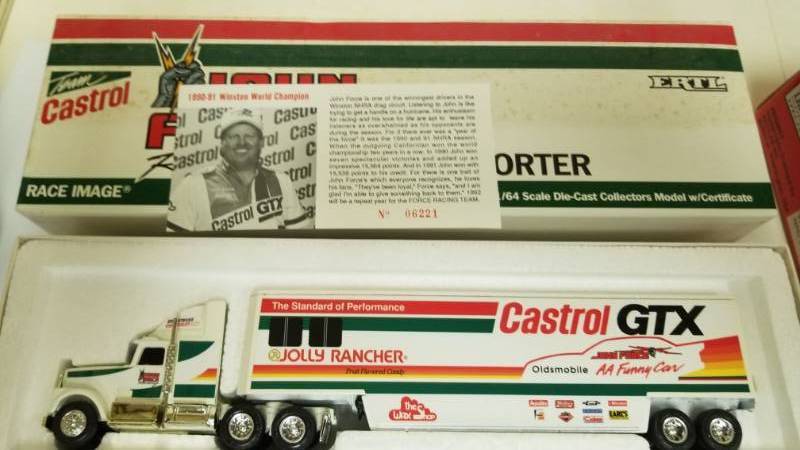 Team
Castrol
JOHN
ERTL
RACE IMAGE®
ORTER
1/64 Scale Die-Cast Collectors Model w/Certificate
1990-91 Winston World Champion
Castrol GTX
John Force is one of the winningest drivers in the
Winston NHRA drag circuit. Listening to John is like
trying to get a handle on a hurricane. His enthusiasm
for racing and his love for life are apt to leave his
listeners as overwhelmed as his opponents are
during the season. For if there ever was a "year of
the force" it was the 1990 and 91 NHRA season.
When the outgoing Californian won the world
championship two years in a row. In 1990 John won
seven spectacular victories and added up an
impressive points. And in 1991 John won with
points to his credit. For there is one trait
of John Force's which everyone recognizes, he loves
his fans. "They've been loyal," Force says, "and I am
glad I'm able to give something back to them." 1992
will be a repeat year for the FORCE RACING TEAM.
Nº 06221
The Standard of Performance
Castrol GTX
JOLLY RANCHER®
Fruit Flavored Candy
Oldsmobile
JOHN FORCE
AA Funny Car
the
Wax Shop
EARL'S